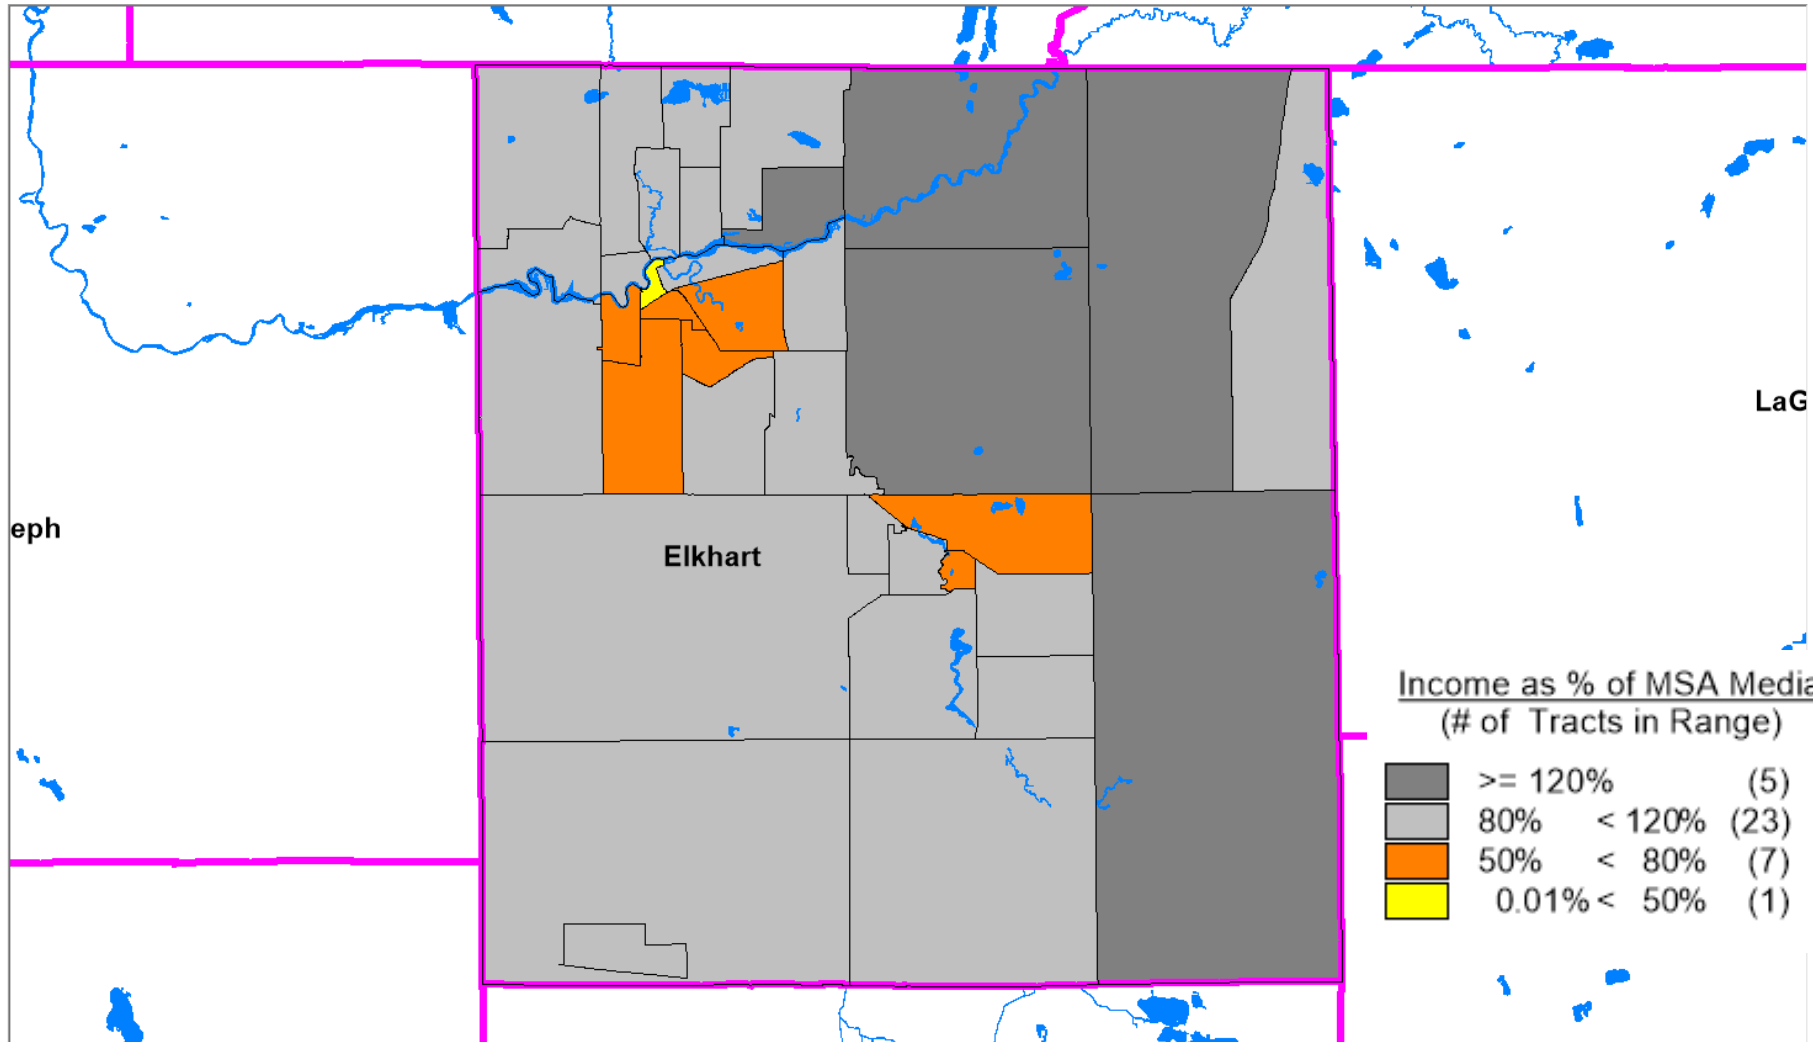 LaG
eph
Elkhart
Income as % of MSA Media
(# of Tracts in Range)
>= 120% (5)
80% < 120% (23)
50% < 80% (7)
0.01% < 50% (1)